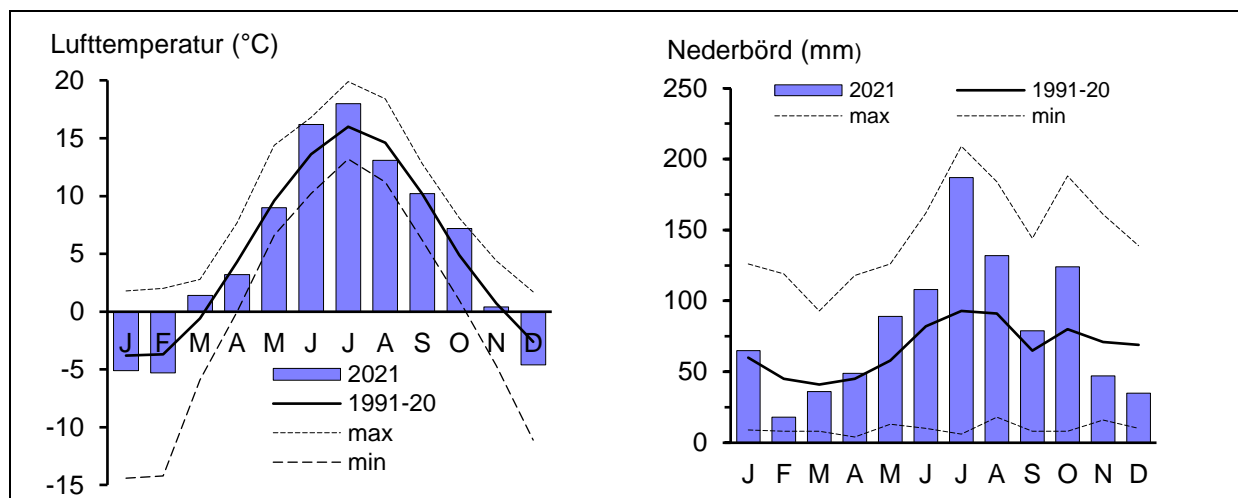 Lufttemperatur (°C)
20
15
10
5
0
-5
-10
-15
J F M A M J J A S O N D
2021
1991-20
max
min
Nederbörd (mm)
250
200
150
100
50
0
2021 1991-20
max min
J F M A M J J A S O N D